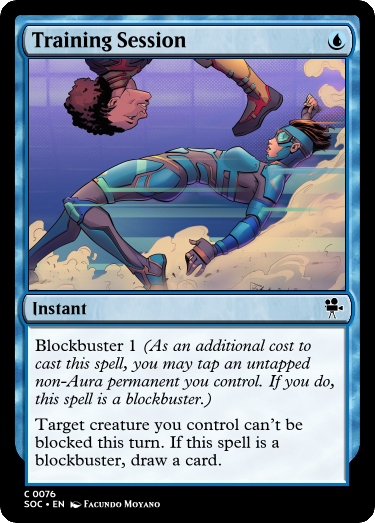 Training Session
Instant
Blockbuster 1 (As an additional cost to
cast this spell, you may tap an untapped
non-Aura permanent you control. If you do,
this spell is a blockbuster.)
Target creature you control can't be
blocked this turn. If this spell is a
blockbuster, draw a card.
C 0076
SOC • EN Facundo Moyano